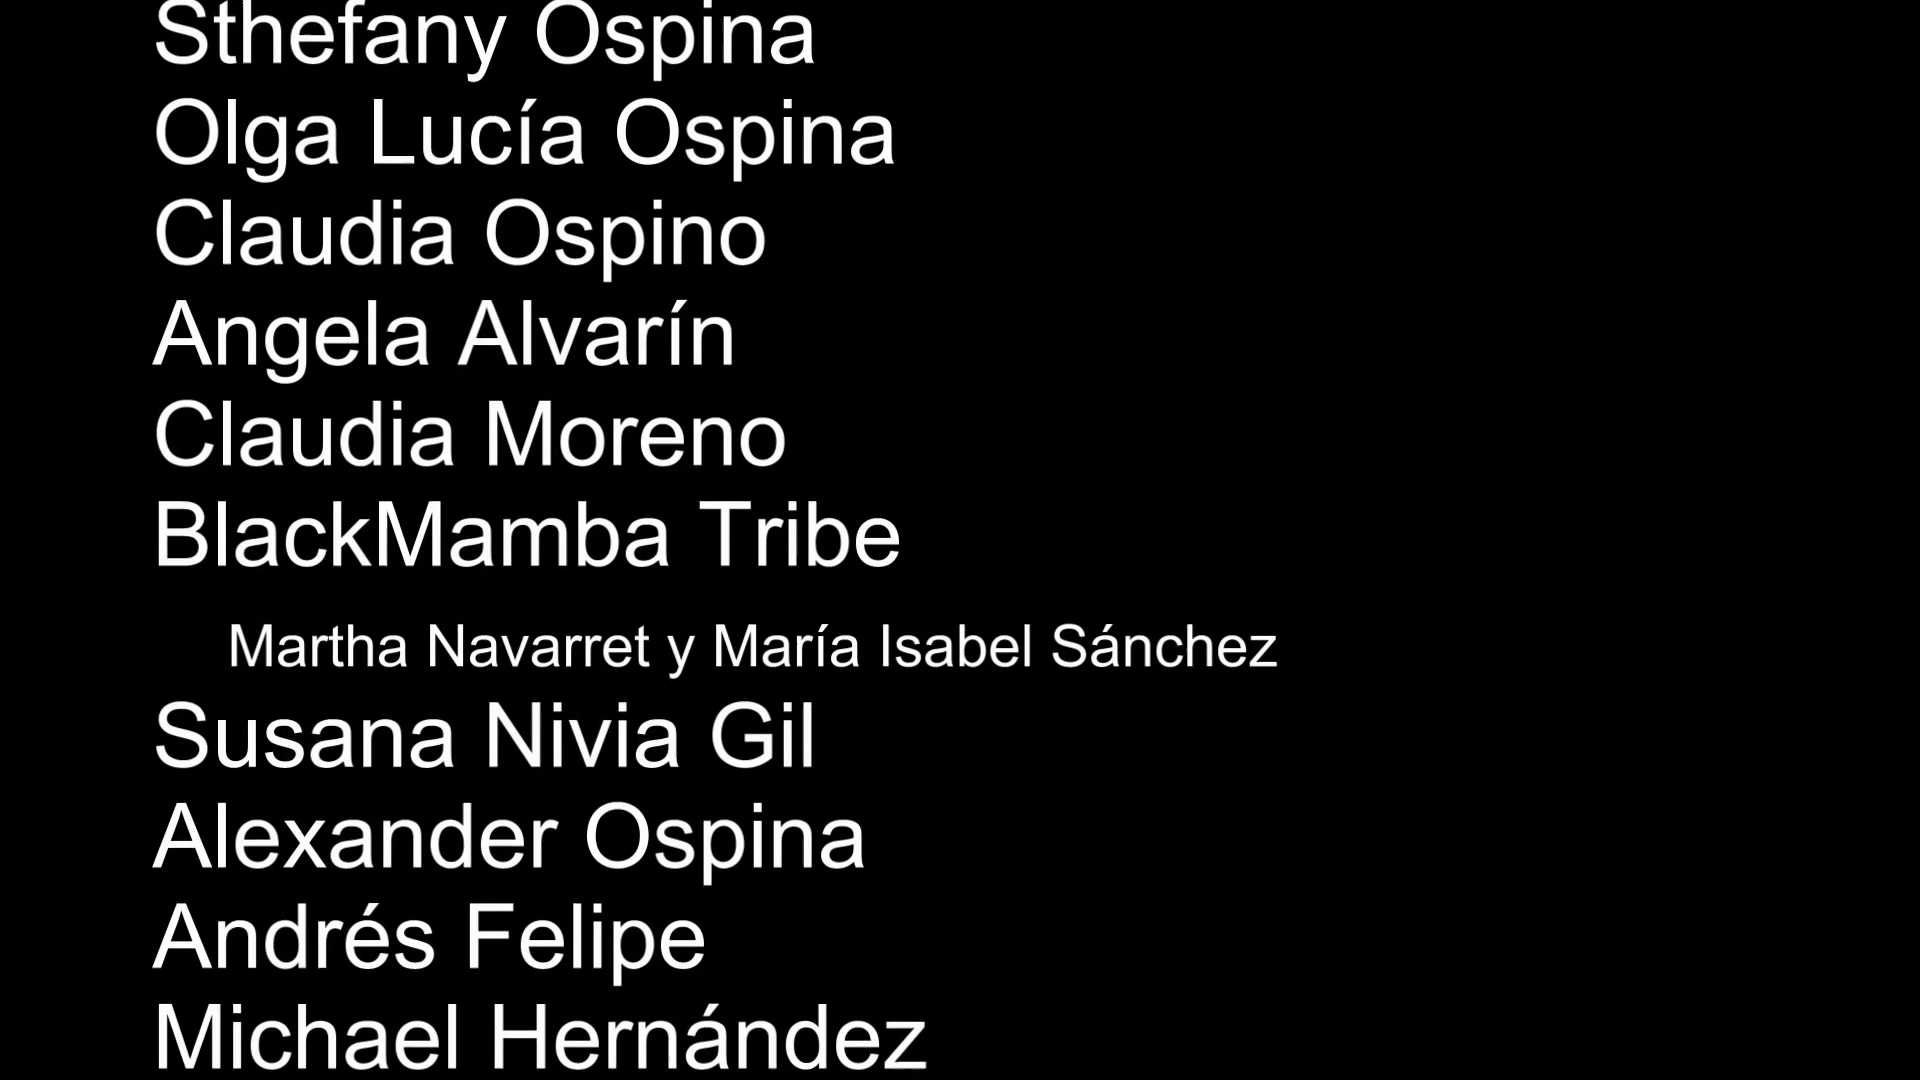 Sthefany Ospina
Olga Lucía Ospina
Claudia Ospino
Angela Alvarín
Claudia Moreno
BlackMamba Tribe
Martha Navarret y María Isabel Sánchez
Susana Nivia Gil
Alexander Ospina
Andrés Felipe
Michael Hernández